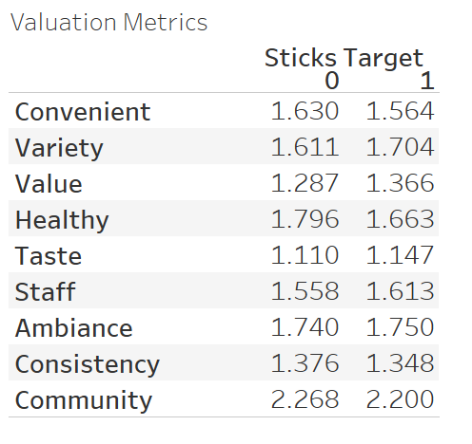 Valuation Metrics
Sticks Target
0 1
Convenient 1.630 1.564
Variety 1.611 1.704
Value 1.287 1.366
Healthy 1.796 1.663
Taste 1.110 1.147
Staff 1.558 1.613
Ambiance 1.740 1.750
Consistency 1.376 1.348
Community 2.268 2.200